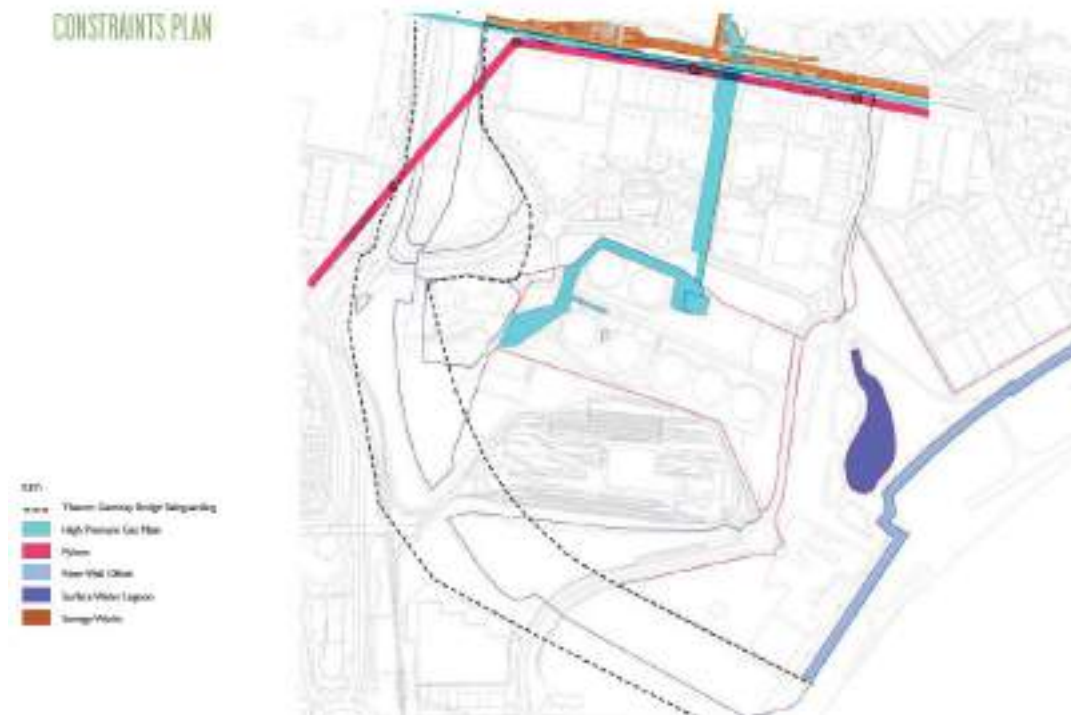 CONSTRAINTS PLAN
KEY:
Thames Gateway Bridge Safeguarding
High Pressure Gas Main
Pylons
River Wall Offset
Surface Water Lagoon
Sewage Works